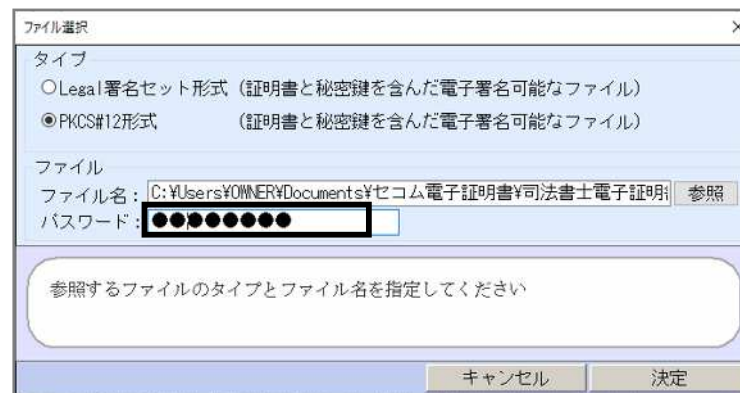 ファイル選択
タイプ
Legal署名セット形式（証明書と秘密鍵を含んだ電子署名可能なファイル）
PKCS#12形式　（証明書と秘密鍵を含んだ電子署名可能なファイル）
ファイル
ファイル名： C:¥Users¥OWNER¥Documents¥セコム電子証明書¥司法書士電子証明 参照
パスワード： ●●●●●●●●
参照するファイルのタイプとファイル名を指定してください
キャンセル 決定